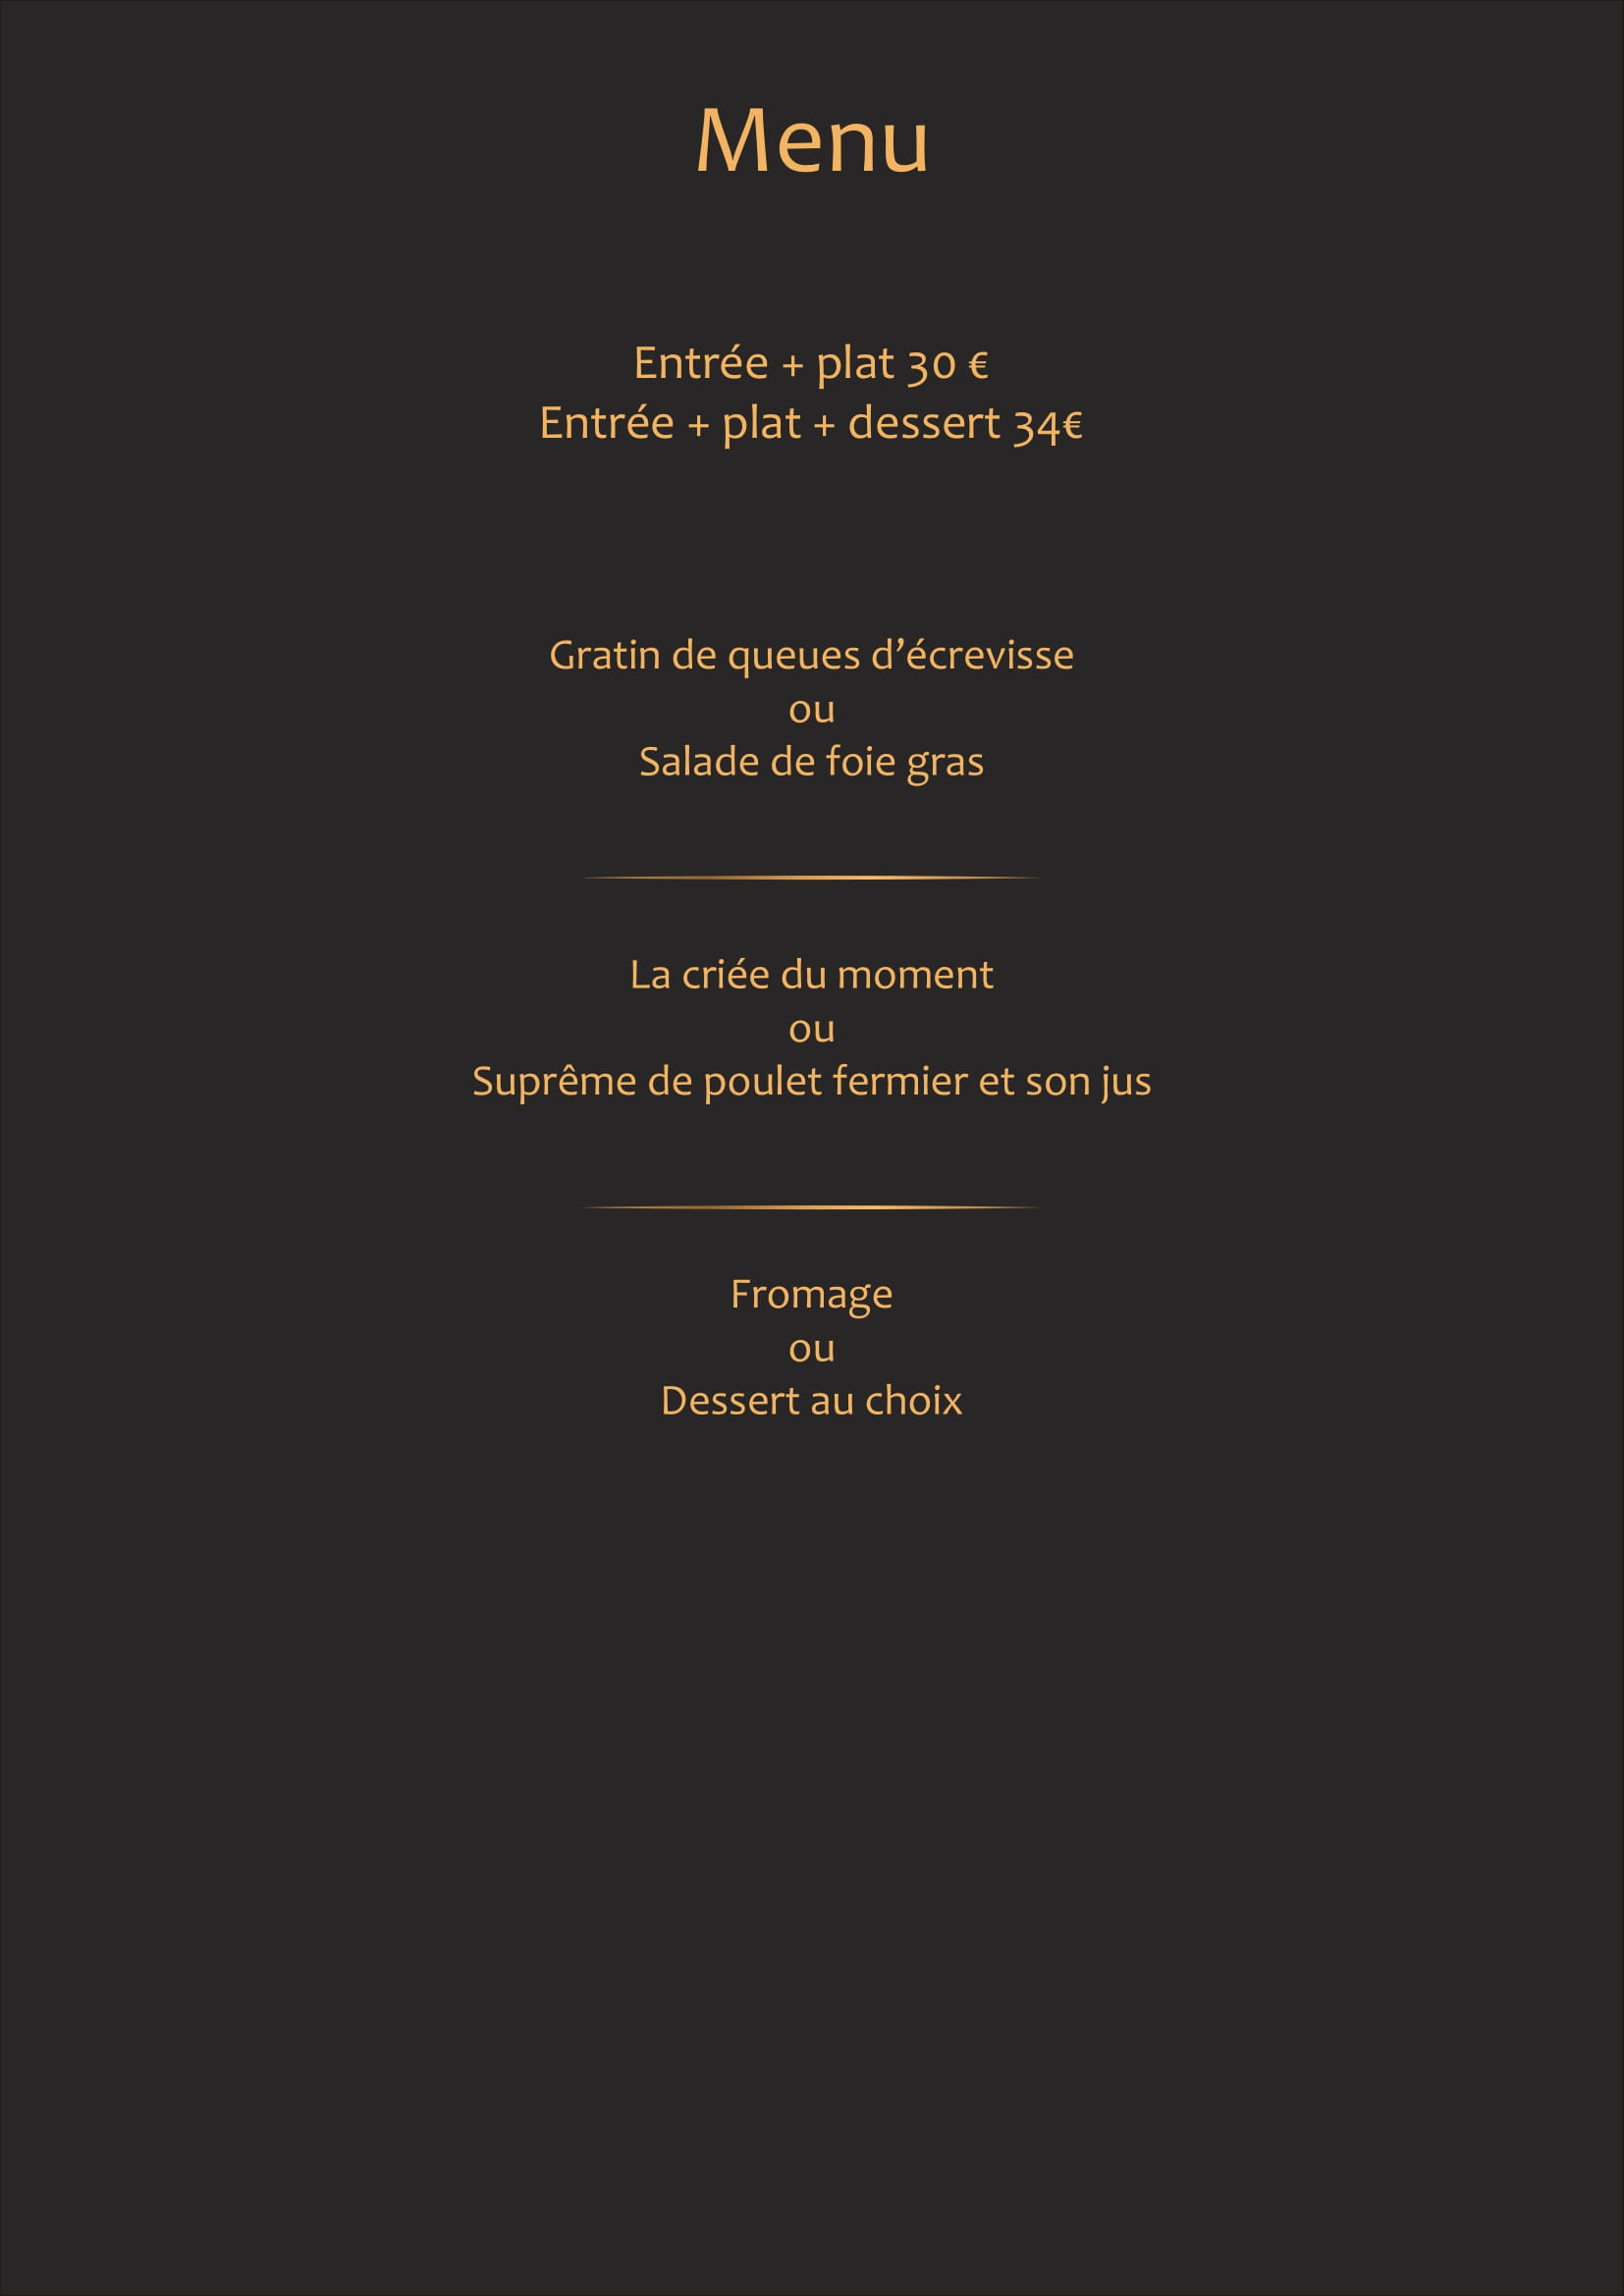 Menu
Entrée + plat 30 €
Entrée + plat + dessert 34€
Gratin de queues d’écrevisse
ou
Salade de foie gras
La criée du moment
ou
Suprême de poulet fermier et son jus
Fromage
ou
Dessert au choix